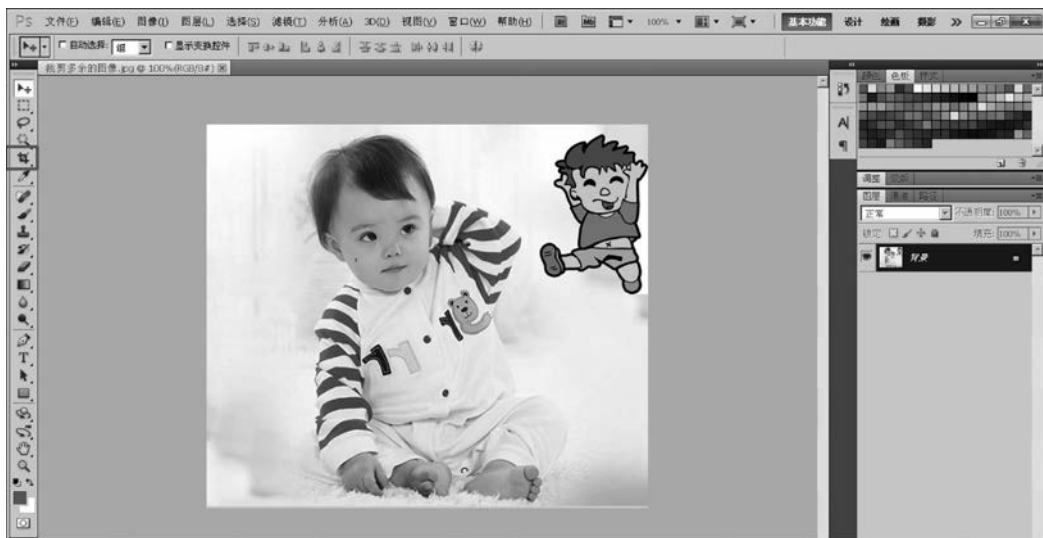 Ps 文件(F) 编辑(E) 图像(I) 图层(L) 选择(S) 滤镜(T) 分析(A) 3D(D) 视图(V) 窗口(W) 帮助(H) Br Mb 100% 基本功能 设计 绘画 摄影 >>
自动选择: 组 显示变换控件
裁剪多余的图像.jpg @ 100%(RGB/8#)
颜色 色板 样式
A
调整 蒙版
图层 通道 路径
正常 不透明度: 100%
锁定: 填充: 100%
背景
T